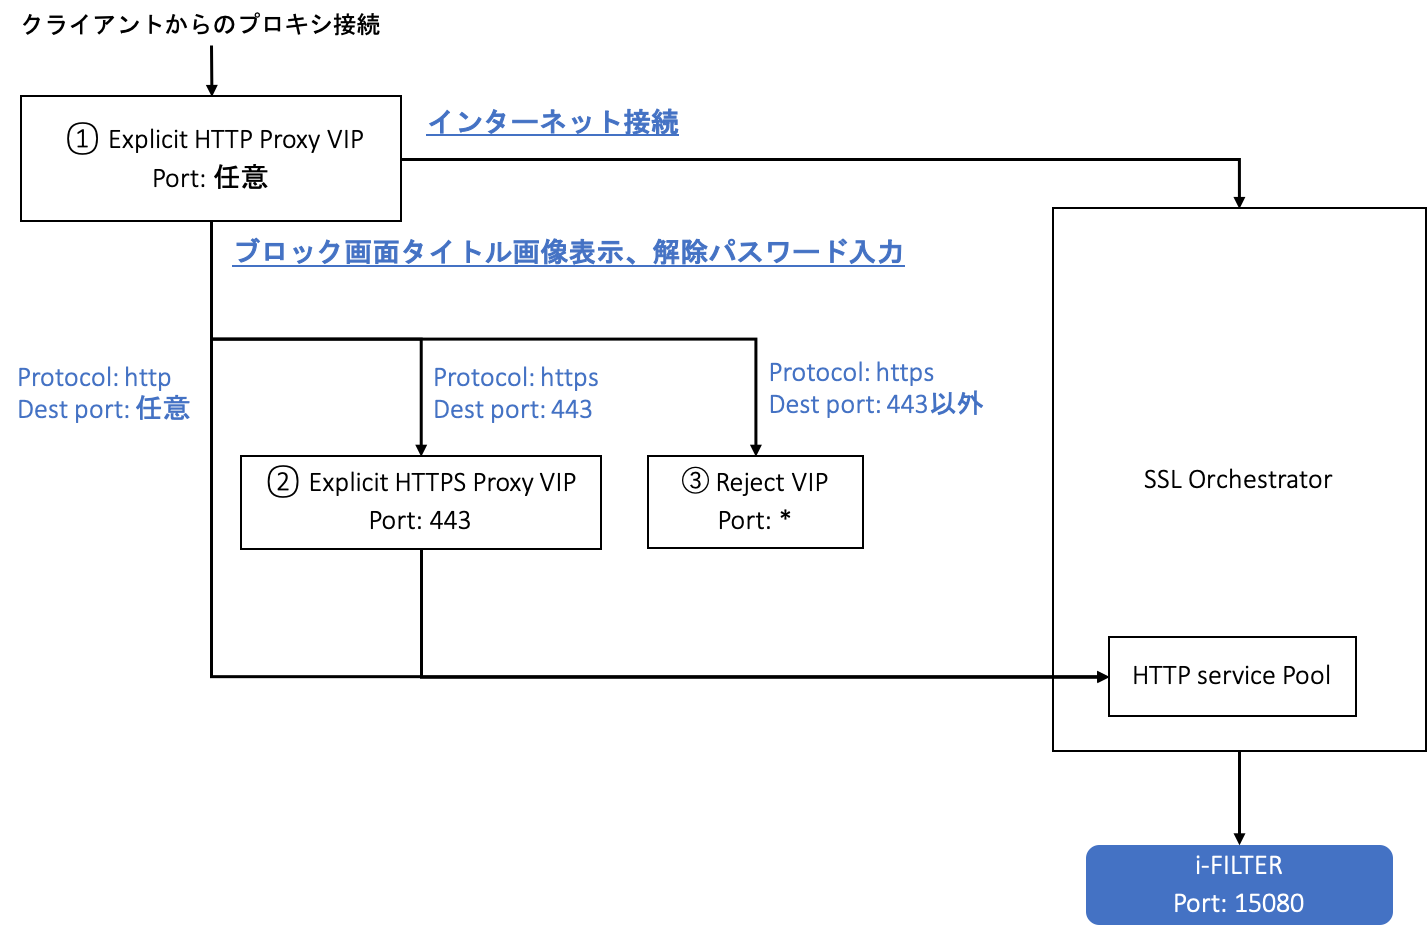 クライアントからのプロキシ接続
① Explicit HTTP Proxy VIP
Port: 任意
インターネット接続
ブロック画面タイトル画像表示、解除パスワード入力
Protocol: http
Dest port: 任意
Protocol: https
Dest port: 443
Protocol: https
Dest port: 443以外
② Explicit HTTPS Proxy VIP
Port: 443
③ Reject VIP
Port: *
SSL Orchestrator
HTTP service Pool
i-FILTER
Port: 15080